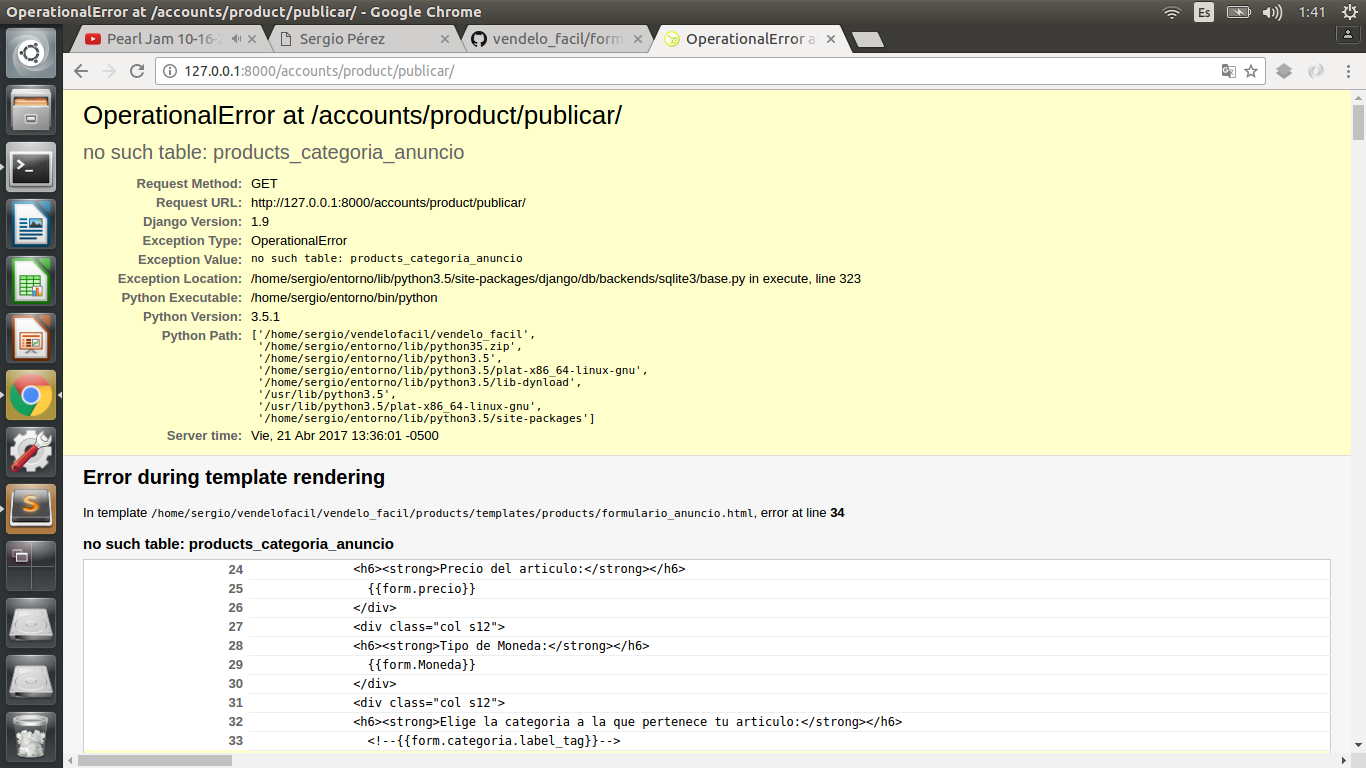 OperationalError at /accounts/product/publicar/ - Google Chrome
Es
1:41
Pearl Jam 10-16-2
Sergio Pérez
vendelo_facil/form
OperationalError a
127.0.0.1:8000/accounts/product/publicar/
OperationalError at /accounts/product/publicar/
no such table: products_categoria_anuncio
Request Method: GET
Request URL: http://127.0.0.1:8000/accounts/product/publicar/
Django Version: 1.9
Exception Type: OperationalError
Exception Value: no such table: products_categoria_anuncio
Exception Location: /home/sergio/entorno/lib/python3.5/site-packages/django/db/backends/sqlite3/base.py in execute, line 323
Python Executable: /home/sergio/entorno/bin/python
Python Version: 3.5.1
Python Path: ['/home/sergio/vendelofacil/vendelo_facil',
'/home/sergio/entorno/lib/python35.zip',
'/home/sergio/entorno/lib/python3.5',
'/home/sergio/entorno/lib/python3.5/plat-x86_64-linux-gnu',
'/home/sergio/entorno/lib/python3.5/lib-dynload',
'/usr/lib/python3.5',
'/usr/lib/python3.5/plat-x86_64-linux-gnu',
'/home/sergio/entorno/lib/python3.5/site-packages']
Server time: Vie, 21 Abr 2017 13:36:01 -0500
Error during template rendering
In template /home/sergio/vendelofacil/vendelo_facil/products/templates/products/formulario_anuncio.html, error at line 34
no such table: products_categoria_anuncio
24 <h6><strong>Precio del articulo:</strong></h6>
25 {{form.precio}}
26 </div>
27 <div class="col s12">
28 <h6><strong>Tipo de Moneda:</strong></h6>
29 {{form.Moneda}}
30 </div>
31 <div class="col s12">
32 <h6><strong>Elige la categoria a la que pertenece tu articulo:</strong></h6>
33 <!--{{form.categoria.label_tag}}-->